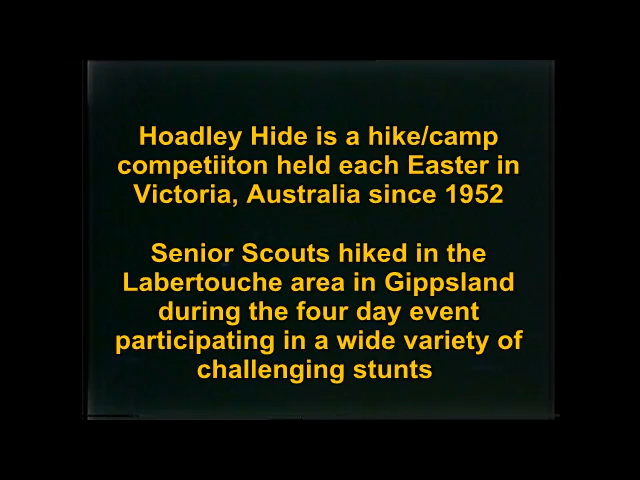 Hoadley Hide is a hike/camp
competiiton held each Easter in
Victoria, Australia since 1952
Senior Scouts hiked in the
Labertouche area in Gippsland
during the four day event
participating in a wide variety of
challenging stunts